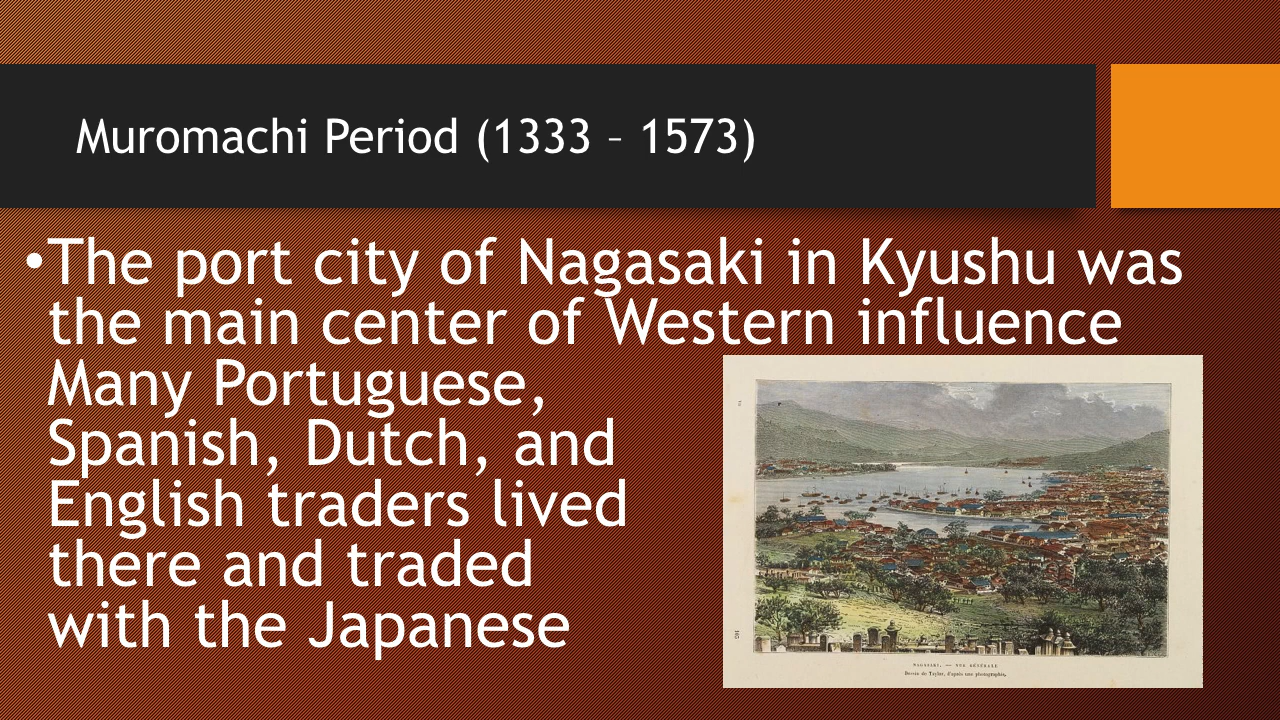 Muromachi Period (1333 – 1573)
•The port city of Nagasaki in Kyushu was
the main center of Western influence
Many Portuguese,
Spanish, Dutch, and
English traders lived
there and traded
with the Japanese
NAGASAKI. — VUE GÉNÉRALE
Dessin de Taylor, d'après une photographie.